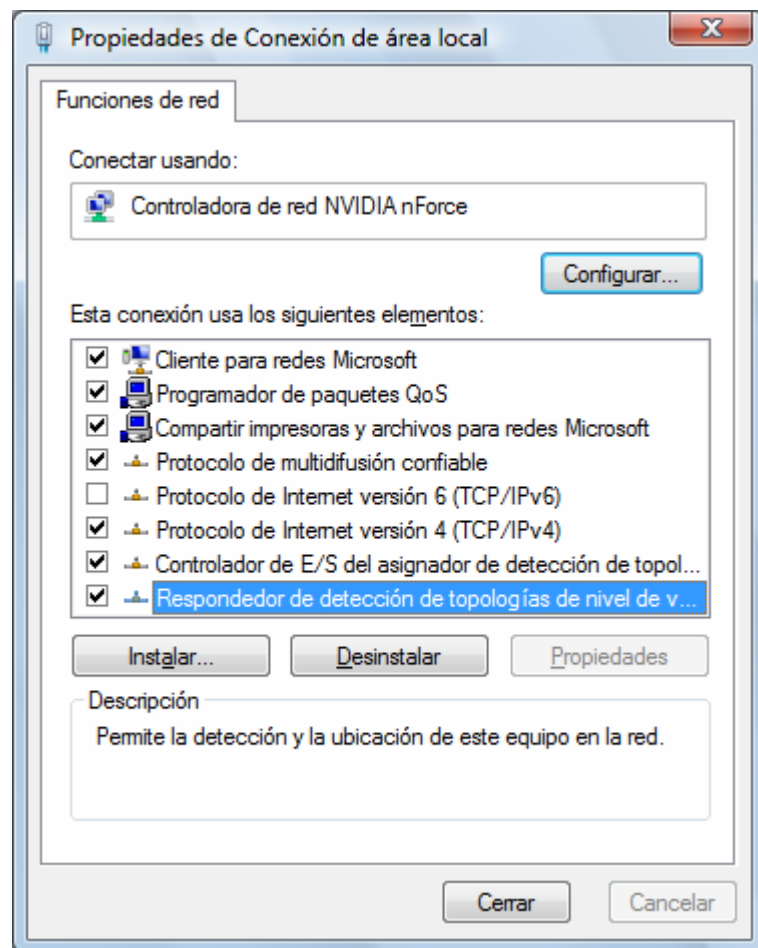 Propiedades de Conexión de área local
Funciones de red
Conectar usando:
Controladora de red NVIDIA nForce
Configurar...
Esta conexión usa los siguientes elementos:
Cliente para redes Microsoft
Programador de paquetes QoS
Compartir impresoras y archivos para redes Microsoft
Protocolo de multidifusión confiable
Protocolo de Internet versión 6 (TCP/IPv6)
Protocolo de Internet versión 4 (TCP/IPv4)
Controlador de E/S del asignador de detección de topol...
Respondedor de detección de topologías de nivel de v...
Instalar... Desinstalar Propiedades
Descripción
Permite la detección y la ubicación de este equipo en la red.
Cerrar Cancelar